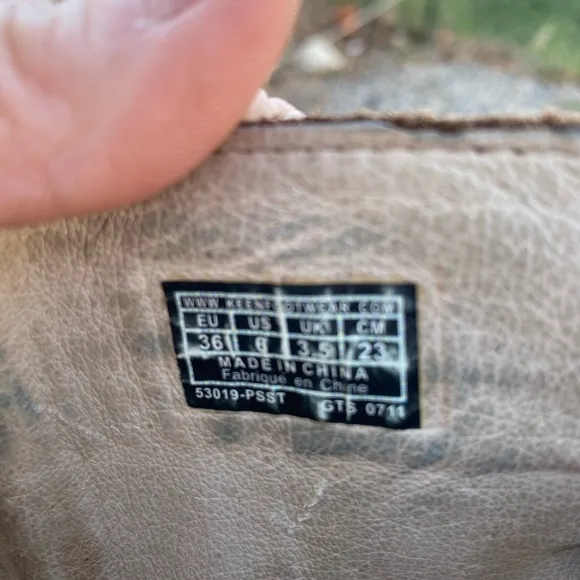 WWW.KEENFOOTWEAR.COM
EU US UK CM
36 6 3.5 23
MADE IN CHINA
Fabriqué en Chine
53019-PSST GTS 0711